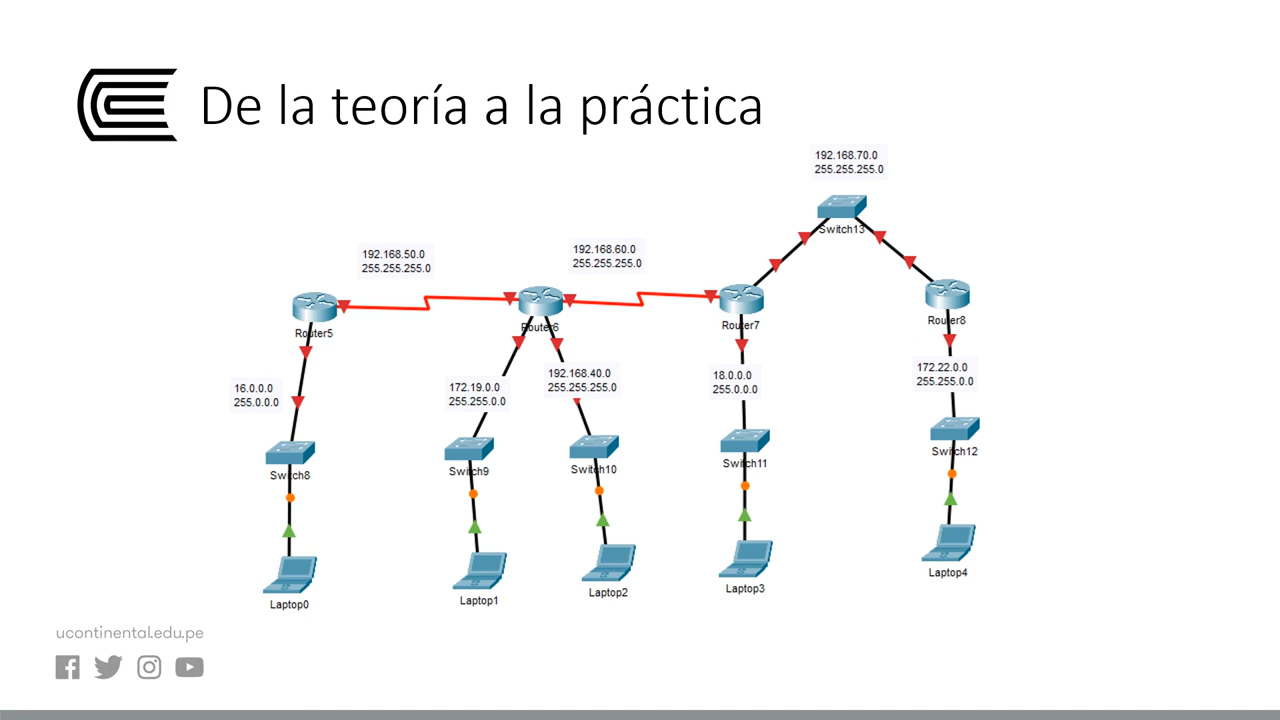 De la teoría a la práctica
192.168.70.0
255.255.255.0
Switch13
192.168.50.0
255.255.255.0
192.168.60.0
255.255.255.0
Router5
Router6
Router7
Router8
16.0.0.0
255.0.0.0
172.19.0.0
255.255.0.0
192.168.40.0
255.255.255.0
18.0.0.0
255.0.0.0
172.22.0.0
255.255.0.0
Switch8
Switch9
Switch10
Switch11
Switch12
Laptop0
Laptop1
Laptop2
Laptop3
Laptop4
ucontinental.edu.pe